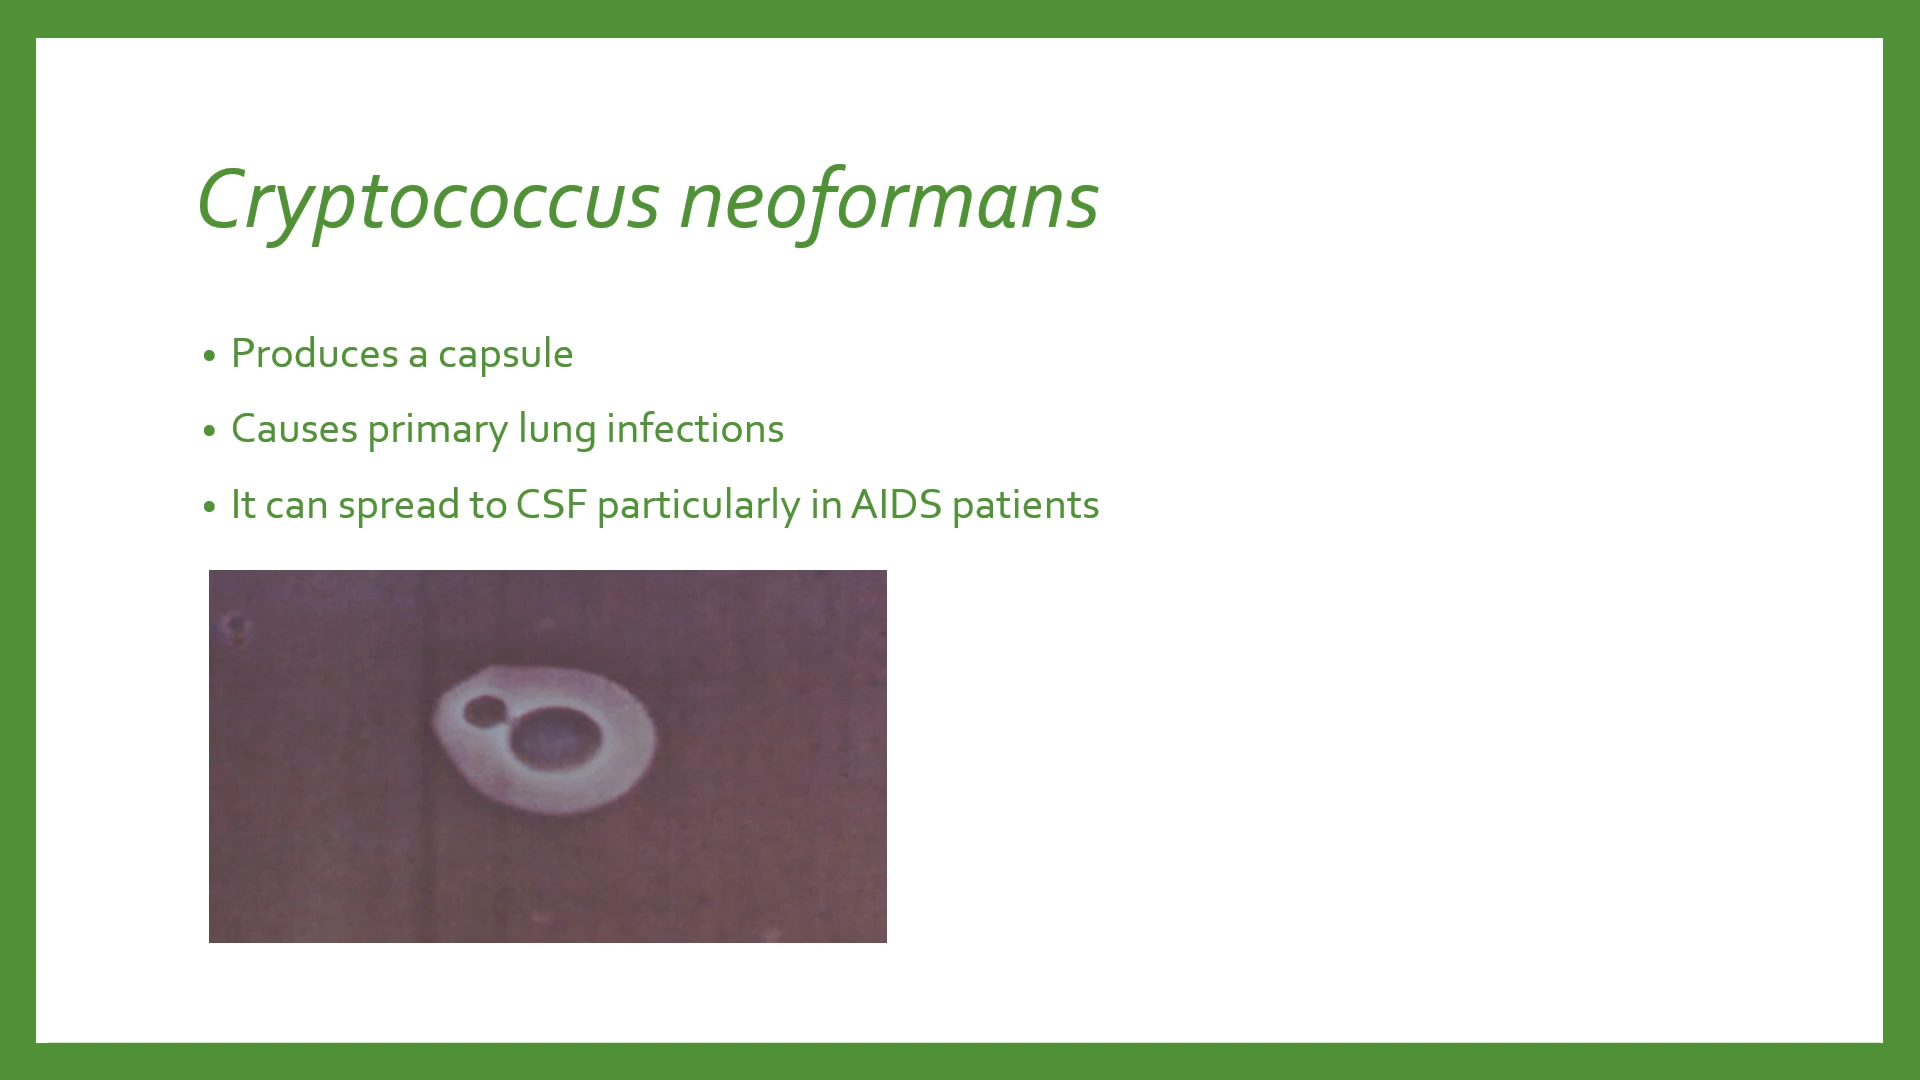 Cryptococcus neoformans
• Produces a capsule
• Causes primary lung infections
• It can spread to CSF particularly in AIDS patients